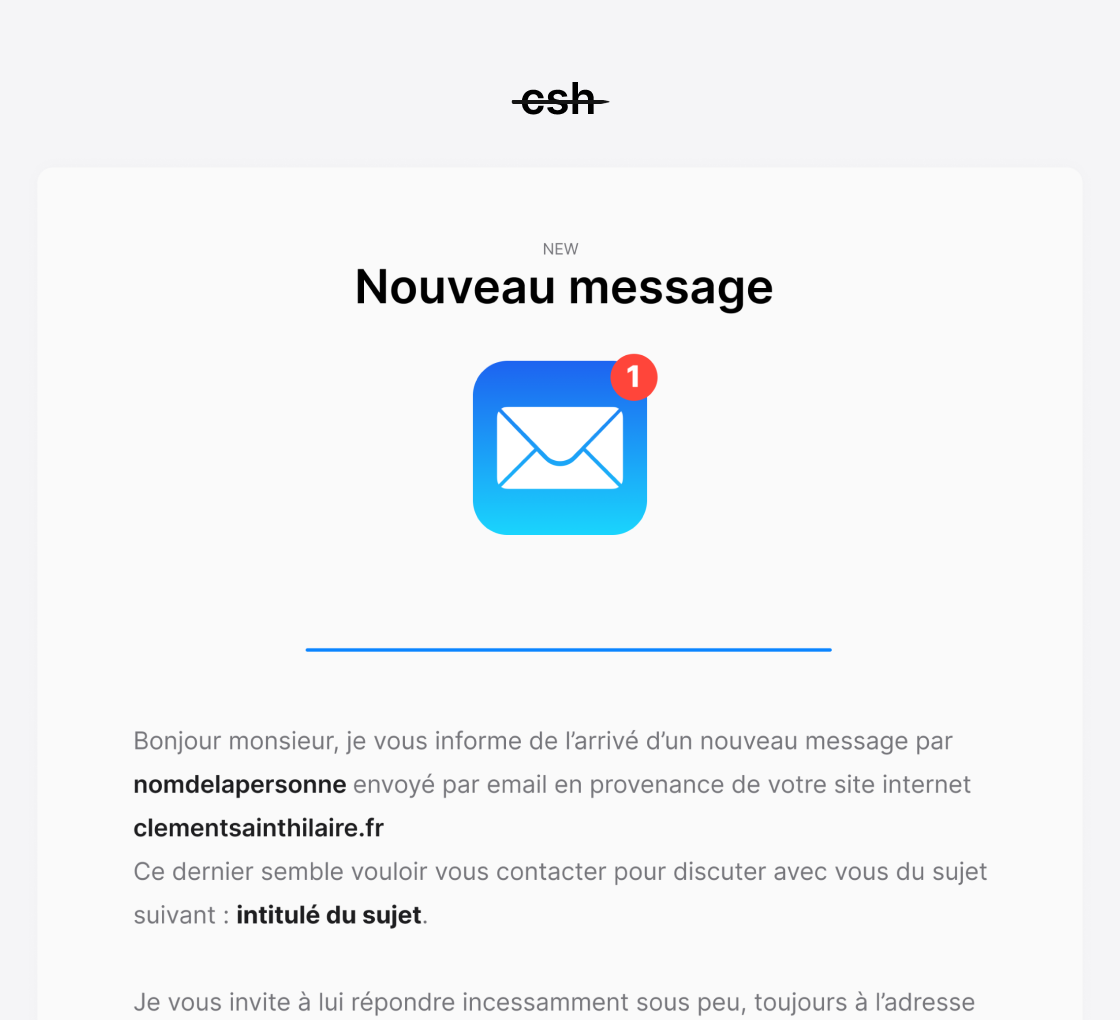 csh
NEW
Nouveau message
1
Bonjour monsieur, je vous informe de l’arrivé d’un nouveau message par
nomdelapersonne envoyé par email en provenance de votre site internet
clementsainthilaire.fr
Ce dernier semble vouloir vous contacter pour discuter avec vous du sujet
suivant : intitulé du sujet.
Je vous invite à lui répondre incessamment sous peu, toujours à l’adresse